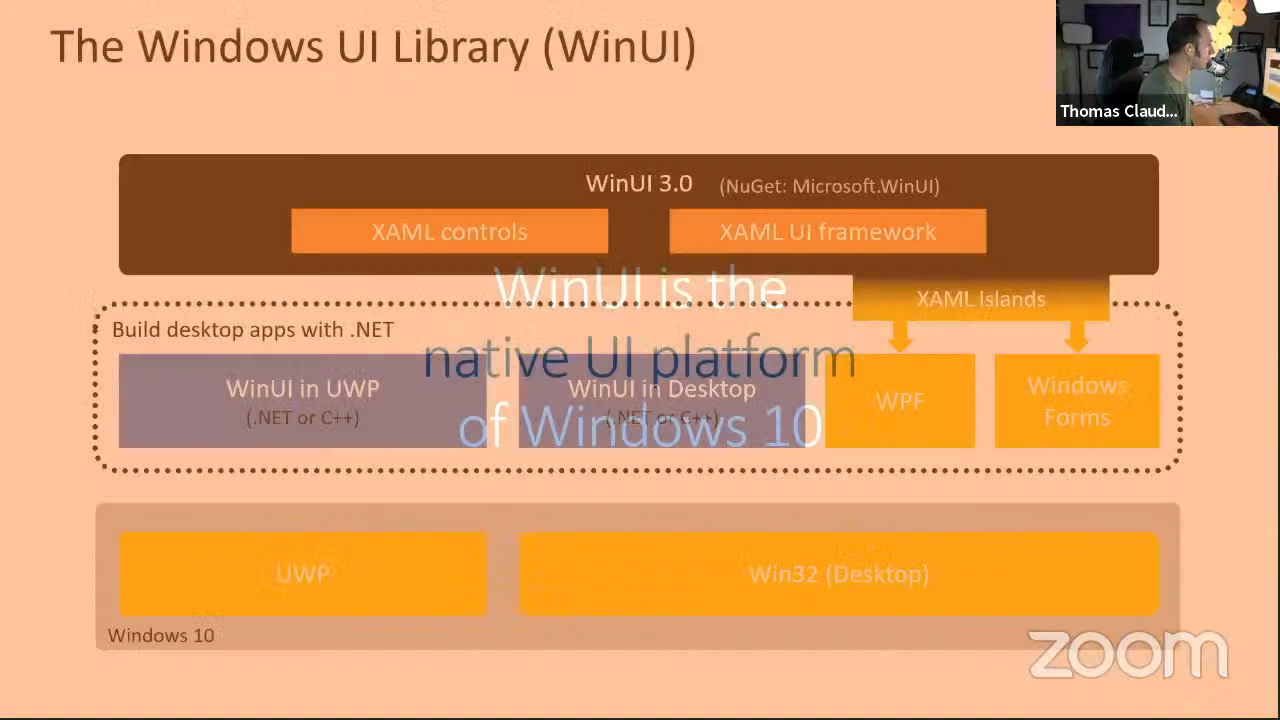 The Windows UI Library (WinUI)
Thomas Claud...
WinUI 3.0 (NuGet: Microsoft.WinUI)
XAML controls
XAML UI framework
WinUI is the
native UI platform
of Windows 10
XAML Islands
Build desktop apps with .NET
WinUI in UWP
(.NET or C++)
WinUI in Desktop
(.NET or C++)
WPF
Windows
Forms
UWP
Win32 (Desktop)
Windows 10
zoom